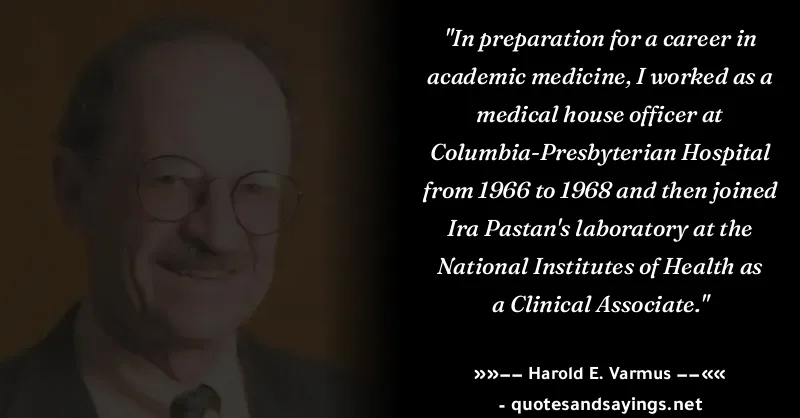 "In preparation for a career in
academic medicine, I worked as a
medical house officer at
Columbia-Presbyterian Hospital
from 1966 to 1968 and then joined
Ira Pastan's laboratory at the
National Institutes of Health as
a Clinical Associate."
»»–– Harold E. Varmus ––««
- quotesandsayings.net